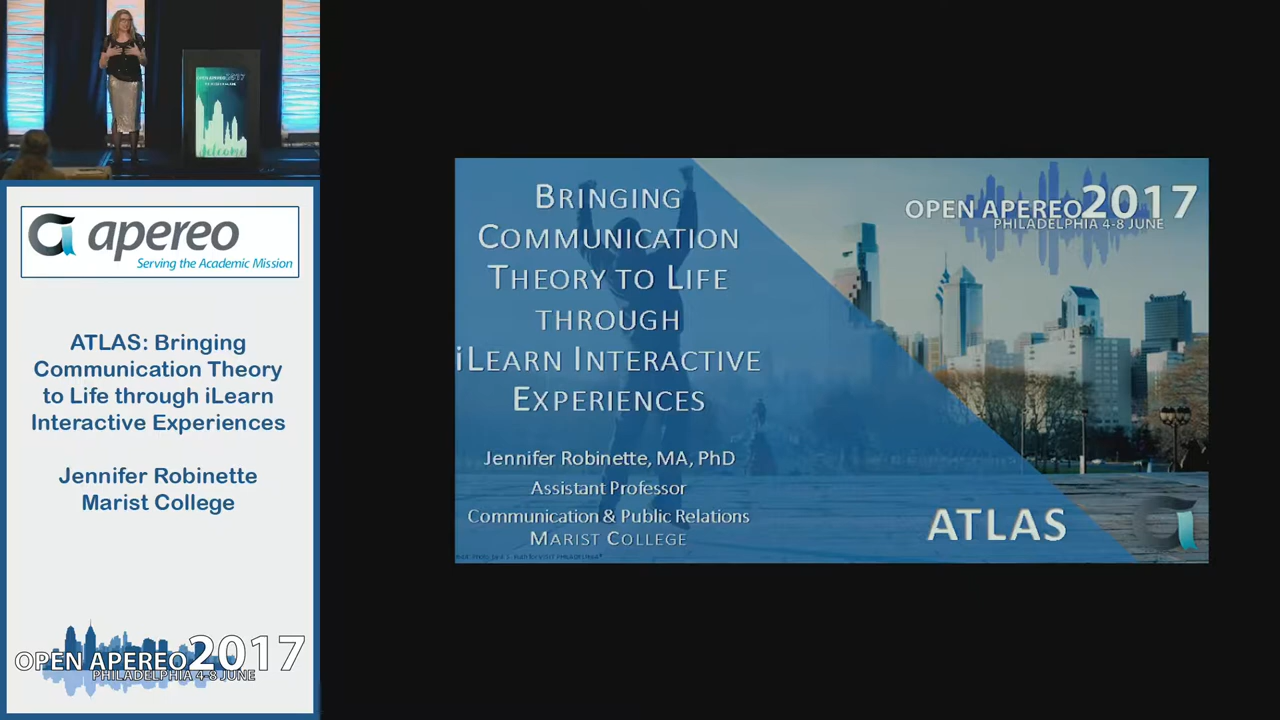 OPEN APEREO 2017
Welcome
apereo
Serving the Academic Mission
ATLAS: Bringing
Communication Theory
to Life through iLearn
Interactive Experiences
Jennifer Robinette
Marist College
OPEN APEREO 2017
PHILADELPHIA 4-8 JUNE
BRINGING
COMMUNICATION
THEORY TO LIFE
THROUGH
iLEARN INTERACTIVE
EXPERIENCES
Jennifer Robinette, MA, PhD
Assistant Professor
Communication & Public Relations
MARIST COLLEGE
OPEN APEREO 2017
PHILADELPHIA 4-8 JUNE
ATLAS